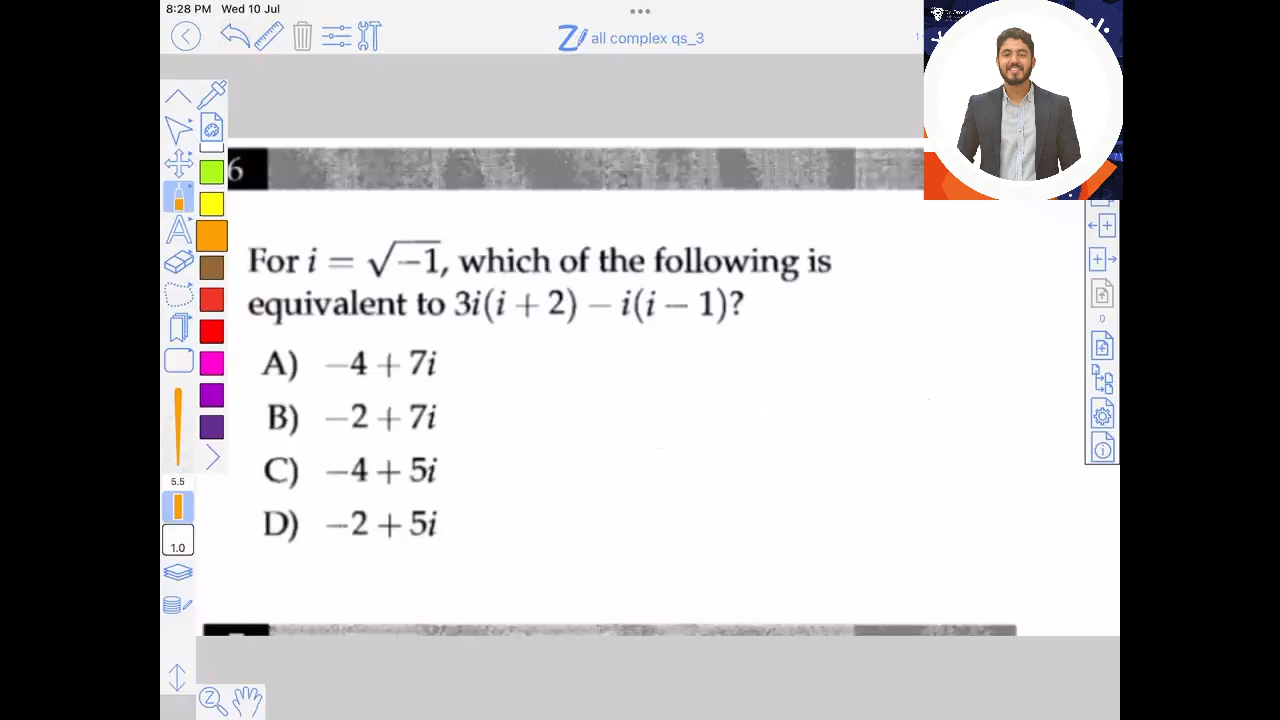 8:28 PM Wed 10 Jul
all complex qs_3
6
For i = √−1, which of the following is
equivalent to 3i(i + 2) − i(i − 1)?
A) −4 + 7i
B) −2 + 7i
C) −4 + 5i
D) −2 + 5i
5.5
1.0
0